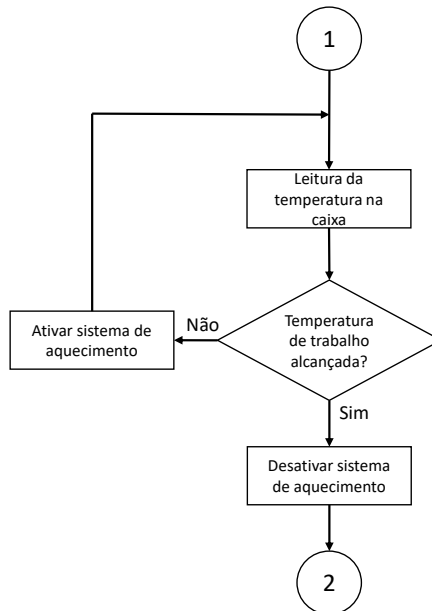 1
Leitura da
temperatura na
caixa
Temperatura
de trabalho
alcançada?
Não
Ativar sistema de
aquecimento
Sim
Desativar sistema
de aquecimento
2